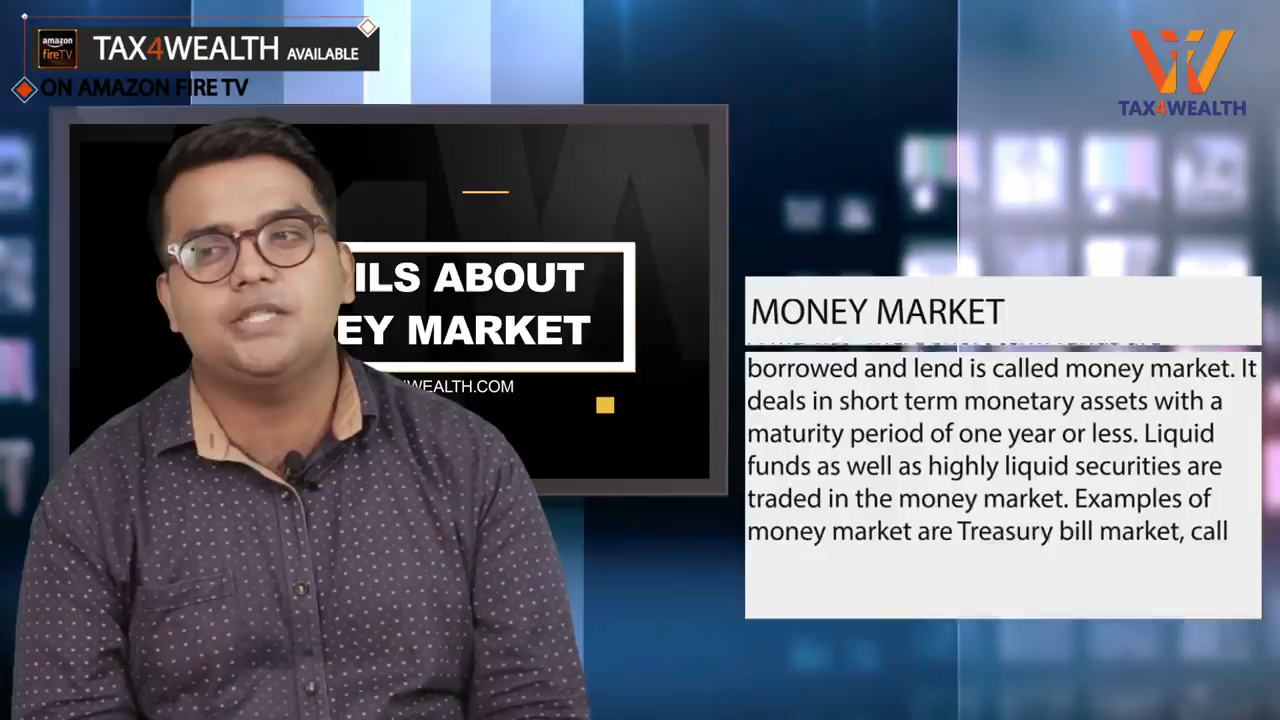 amazon
fireTV
TAX4WEALTH AVAILABLE
ON AMAZON FIRE TV
TAX4WEALTH
ILS ABOUT
EY MARKET
WEALTH.COM
MONEY MARKET
borrowed and lend is called money market. It
deals in short term monetary assets with a
maturity period of one year or less. Liquid
funds as well as highly liquid securities are
traded in the money market. Examples of
money market are Treasury bill market, call